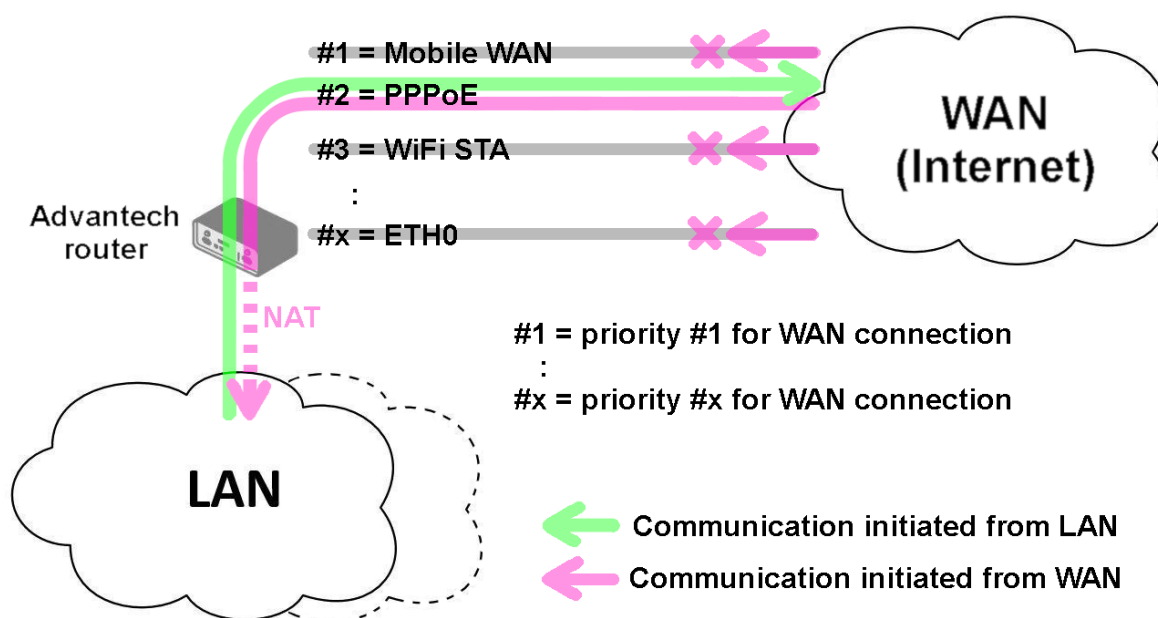 #1 = Mobile WAN
#2 = PPPoE
#3 = WiFi STA
:
#x = ETH0
WAN
(Internet)
Advantech
router
NAT
#1 = priority #1 for WAN connection
:
#x = priority #x for WAN connection
LAN
Communication initiated from LAN
Communication initiated from WAN